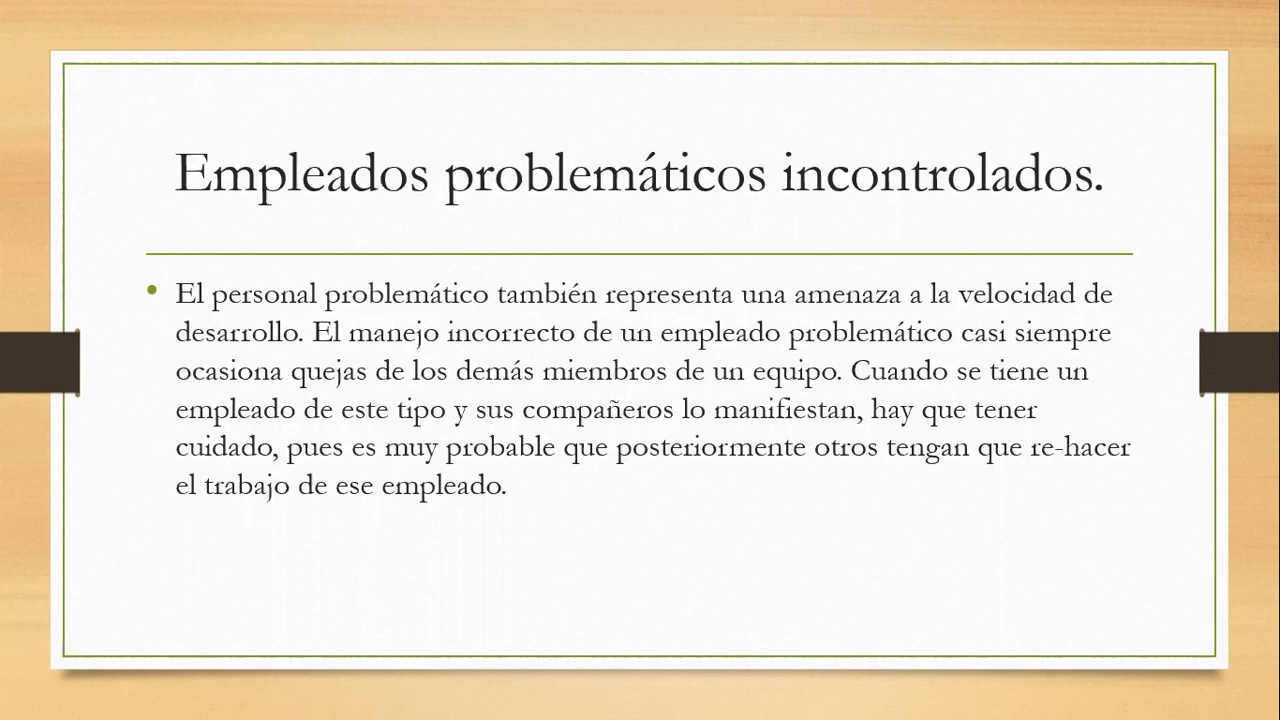 Empleados problemáticos incontrolados.
• El personal problemático también representa una amenaza a la velocidad de
desarrollo. El manejo incorrecto de un empleado problemático casi siempre
ocasiona quejas de los demás miembros de un equipo. Cuando se tiene un
empleado de este tipo y sus compañeros lo manifiestan, hay que tener
cuidado, pues es muy probable que posteriormente otros tengan que re-hacer
el trabajo de ese empleado.